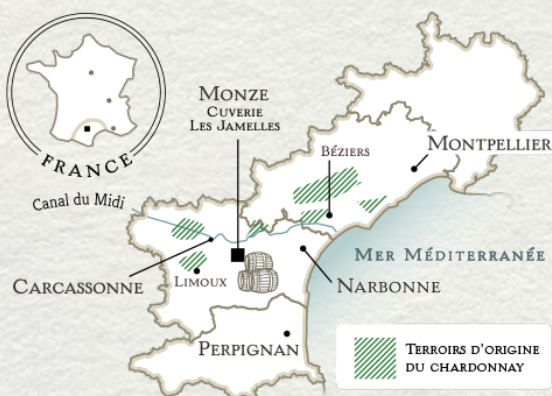 FRANCE
MONZE
CUVERIE
LES JAMELLES
BÉZIERS
MONTPELLIER
Canal du Midi
MER MÉDITERRANÉE
CARCASSONNE
LIMOUX
NARBONNE
PERPIGNAN
TERROIRS D'ORIGINE
DU CHARDONNAY